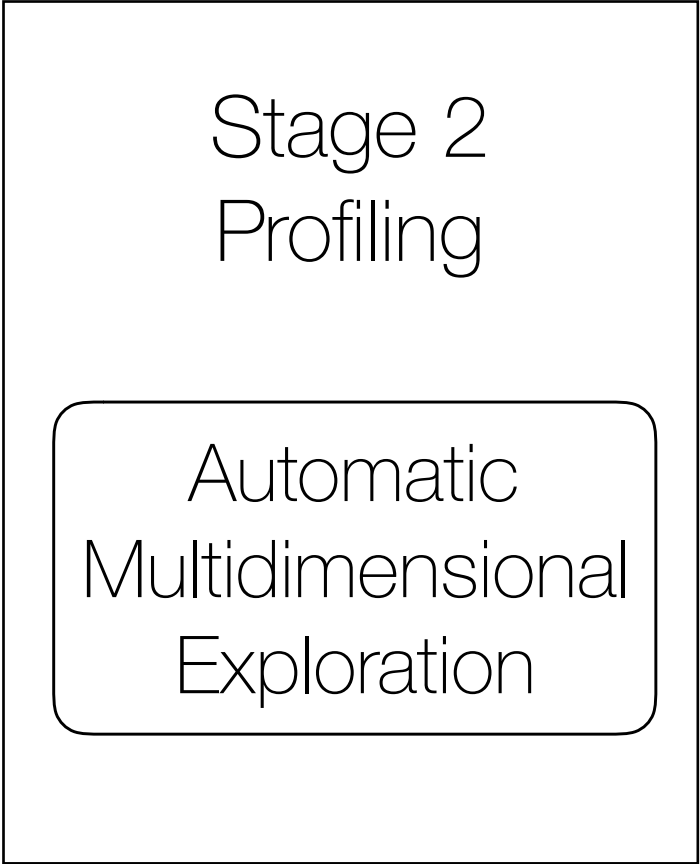 Stage 2
Profiling
Automatic
Multidimensional
Exploration